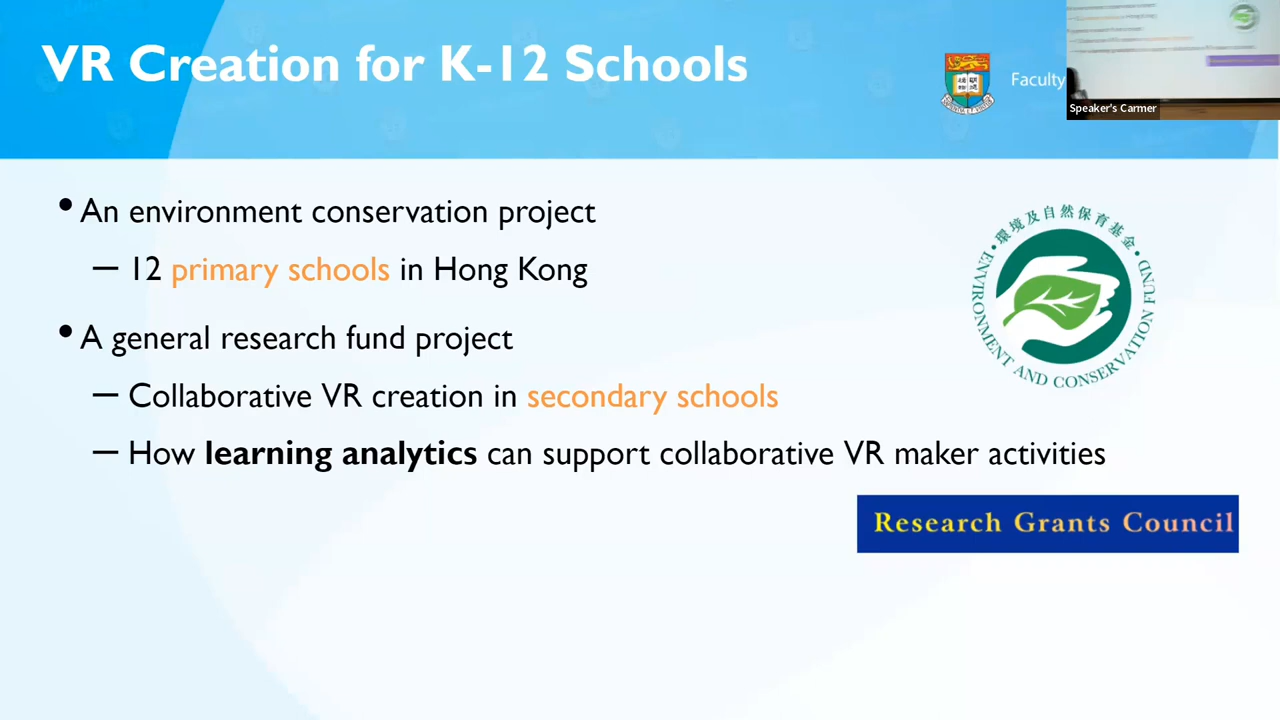 VR Creation for K-12 Schools
Faculty
Speaker's Carmer
• An environment conservation project
– 12 primary schools in Hong Kong
• A general research fund project
– Collaborative VR creation in secondary schools
– How learning analytics can support collaborative VR maker activities
環境及自然保育基金
ENVIRONMENT AND CONSERVATION FUND
Research Grants Council